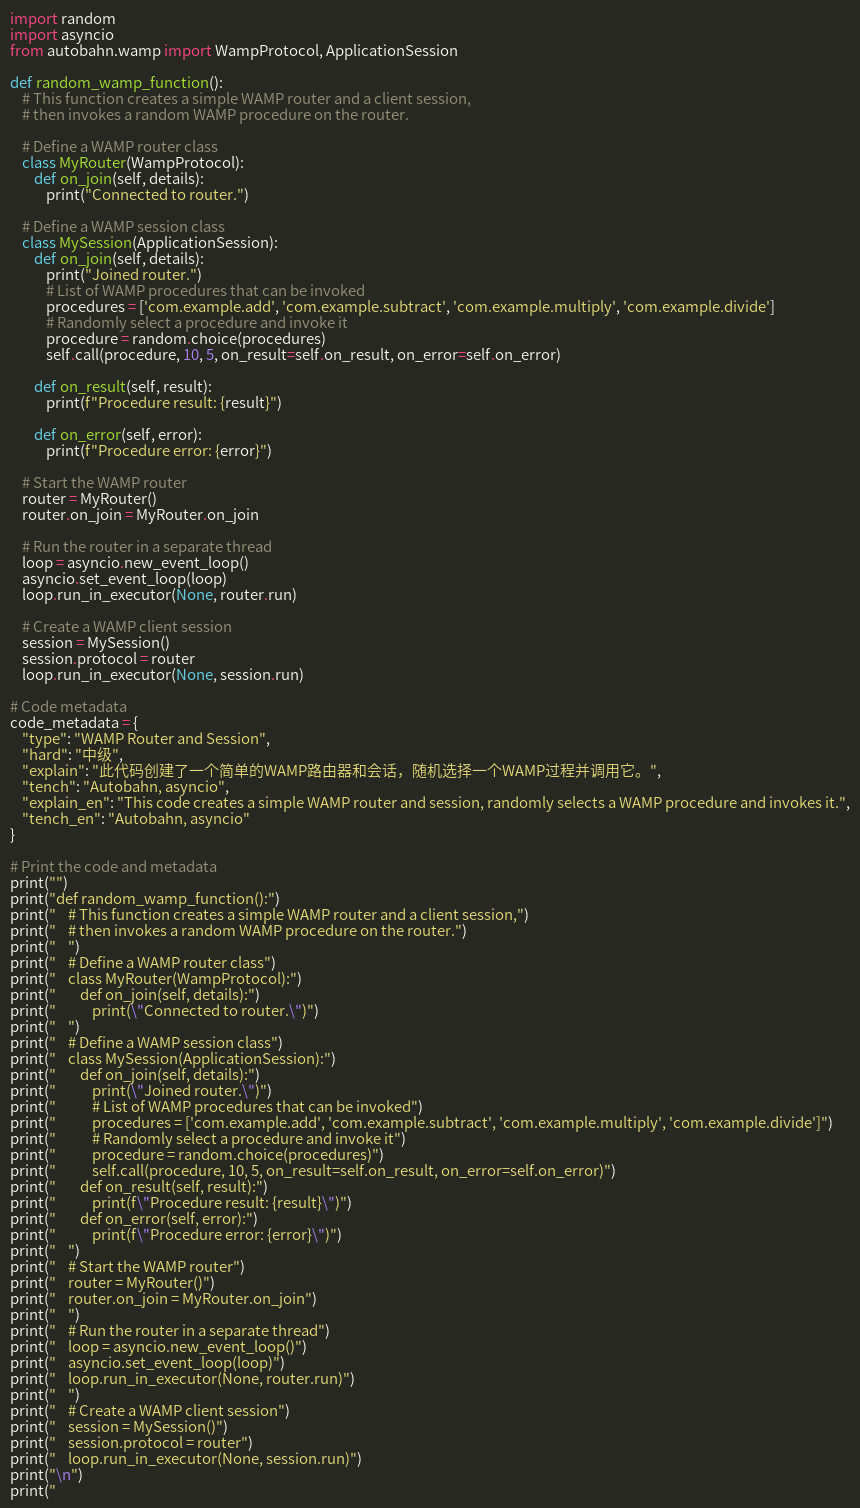 import random
import asyncio
from autobahn.wamp import WampProtocol, ApplicationSession

def random_wamp_function():
    # This function creates a simple WAMP router and a client session,
    # then invokes a random WAMP procedure on the router.

    # Define a WAMP router class
    class MyRouter(WampProtocol):
        def on_join(self, details):
            print("Connected to router.")

    # Define a WAMP session class
    class MySession(ApplicationSession):
        def on_join(self, details):
            print("Joined router.")
            # List of WAMP procedures that can be invoked
            procedures = ['com.example.add', 'com.example.subtract', 'com.example.multiply', 'com.example.divide']
            # Randomly select a procedure and invoke it
            procedure = random.choice(procedures)
            self.call(procedure, 10, 5, on_result=self.on_result, on_error=self.on_error)

        def on_result(self, result):
            print(f"Procedure result: {result}")

        def on_error(self, error):
            print(f"Procedure error: {error}")

    # Start the WAMP router
    router = MyRouter()
    router.on_join = MyRouter.on_join

    # Run the router in a separate thread
    loop = asyncio.new_event_loop()
    asyncio.set_event_loop(loop)
    loop.run_in_executor(None, router.run)

    # Create a WAMP client session
    session = MySession()
    session.protocol = router
    loop.run_in_executor(None, session.run)

# Code metadata
code_metadata = {
    "type": "WAMP Router and Session",
    "hard": "中级",
    "explain": "此代码创建了一个简单的WAMP路由器和会话，随机选择一个WAMP过程并调用它。",
    "tench": "Autobahn, asyncio",
    "explain_en": "This code creates a simple WAMP router and session, randomly selects a WAMP procedure and invokes it.",
    "tench_en": "Autobahn, asyncio"
}

# Print the code and metadata
print("")
print("def random_wamp_function():")
print("    # This function creates a simple WAMP router and a client session,")
print("    # then invokes a random WAMP procedure on the router.")
print("    ")
print("    # Define a WAMP router class")
print("    class MyRouter(WampProtocol):")
print("        def on_join(self, details):")
print("            print(\"Connected to router.\")")
print("    ")
print("    # Define a WAMP session class")
print("    class MySession(ApplicationSession):")
print("        def on_join(self, details):")
print("            print(\"Joined router.\")")
print("            # List of WAMP procedures that can be invoked")
print("            procedures = ['com.example.add', 'com.example.subtract', 'com.example.multiply', 'com.example.divide']")
print("            # Randomly select a procedure and invoke it")
print("            procedure = random.choice(procedures)")
print("            self.call(procedure, 10, 5, on_result=self.on_result, on_error=self.on_error)")
print("        def on_result(self, result):")
print("            print(f\"Procedure result: {result}\")")
print("        def on_error(self, error):")
print("            print(f\"Procedure error: {error}\")")
print("    ")
print("    # Start the WAMP router")
print("    router = MyRouter()")
print("    router.on_join = MyRouter.on_join")
print("    ")
print("    # Run the router in a separate thread")
print("    loop = asyncio.new_event_loop()")
print("    asyncio.set_event_loop(loop)")
print("    loop.run_in_executor(None, router.run)")
print("    ")
print("    # Create a WAMP client session")
print("    session = MySession()")
print("    session.protocol = router")
print("    loop.run_in_executor(None, session.run)")
print("\n")
print("